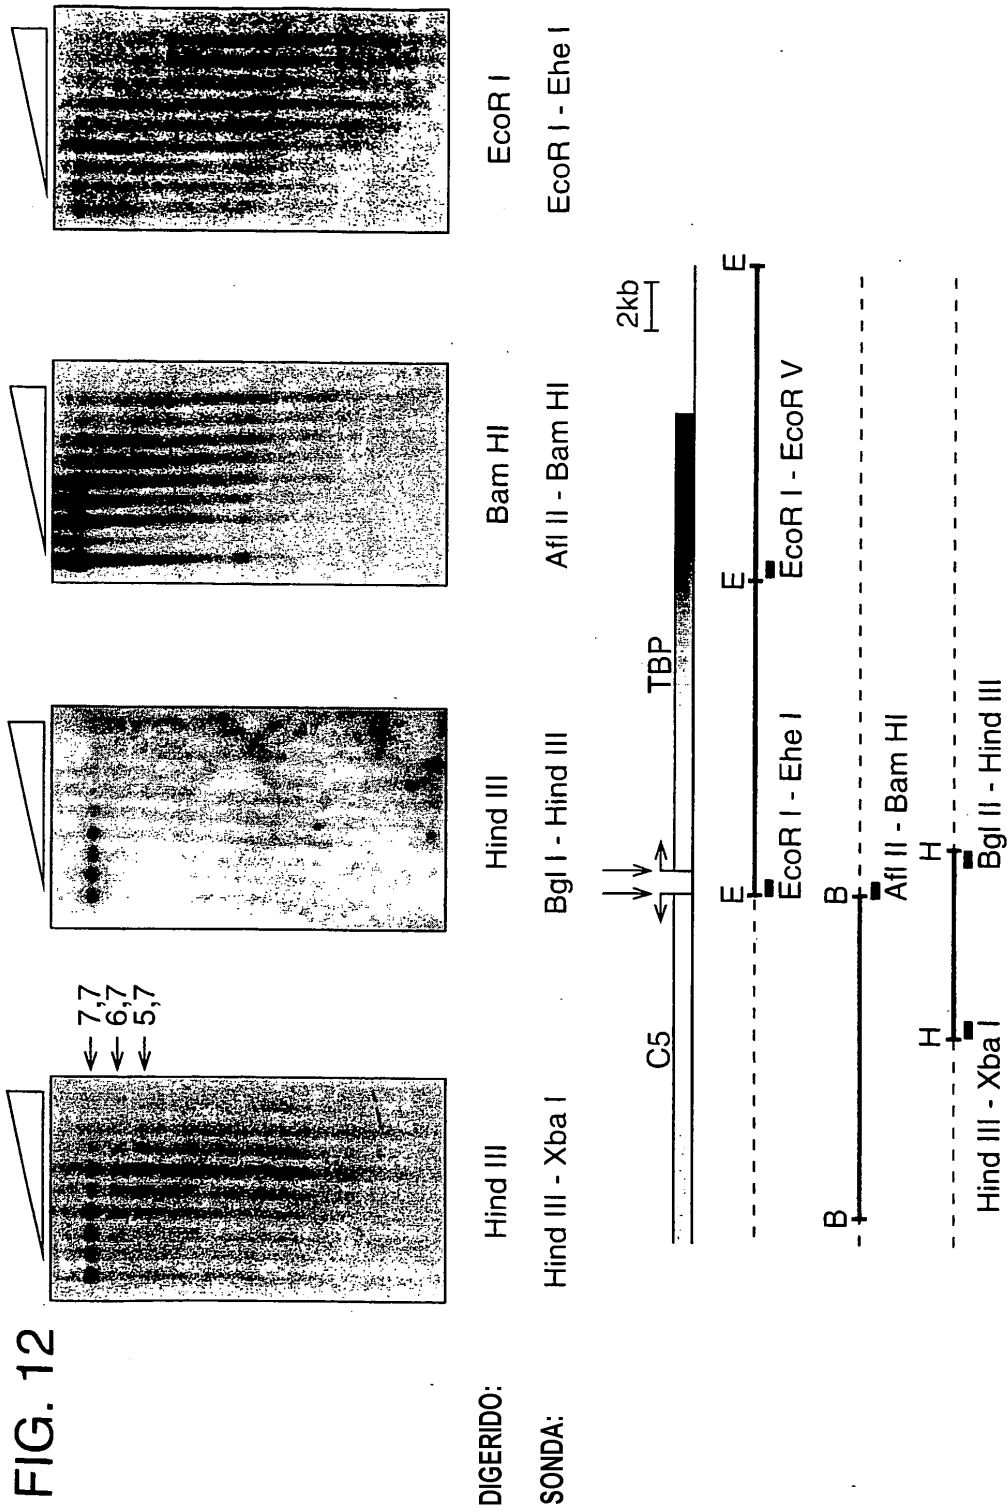 FIG. 12
7,7
6,7
5,7
DIGERIDO: Hind III Hind III Bam HI EcoR I
SONDA: Hind III - Xba I Bgl I - Hind III Afl II - Bam HI EcoR I - Ehe I
2kb
C5 TBP
E E E
EcoR I - Ehe I EcoR I - EcoR V
B B
Afl II - Bam HI
H H
Hind III - Xba I Bgl II - Hind III